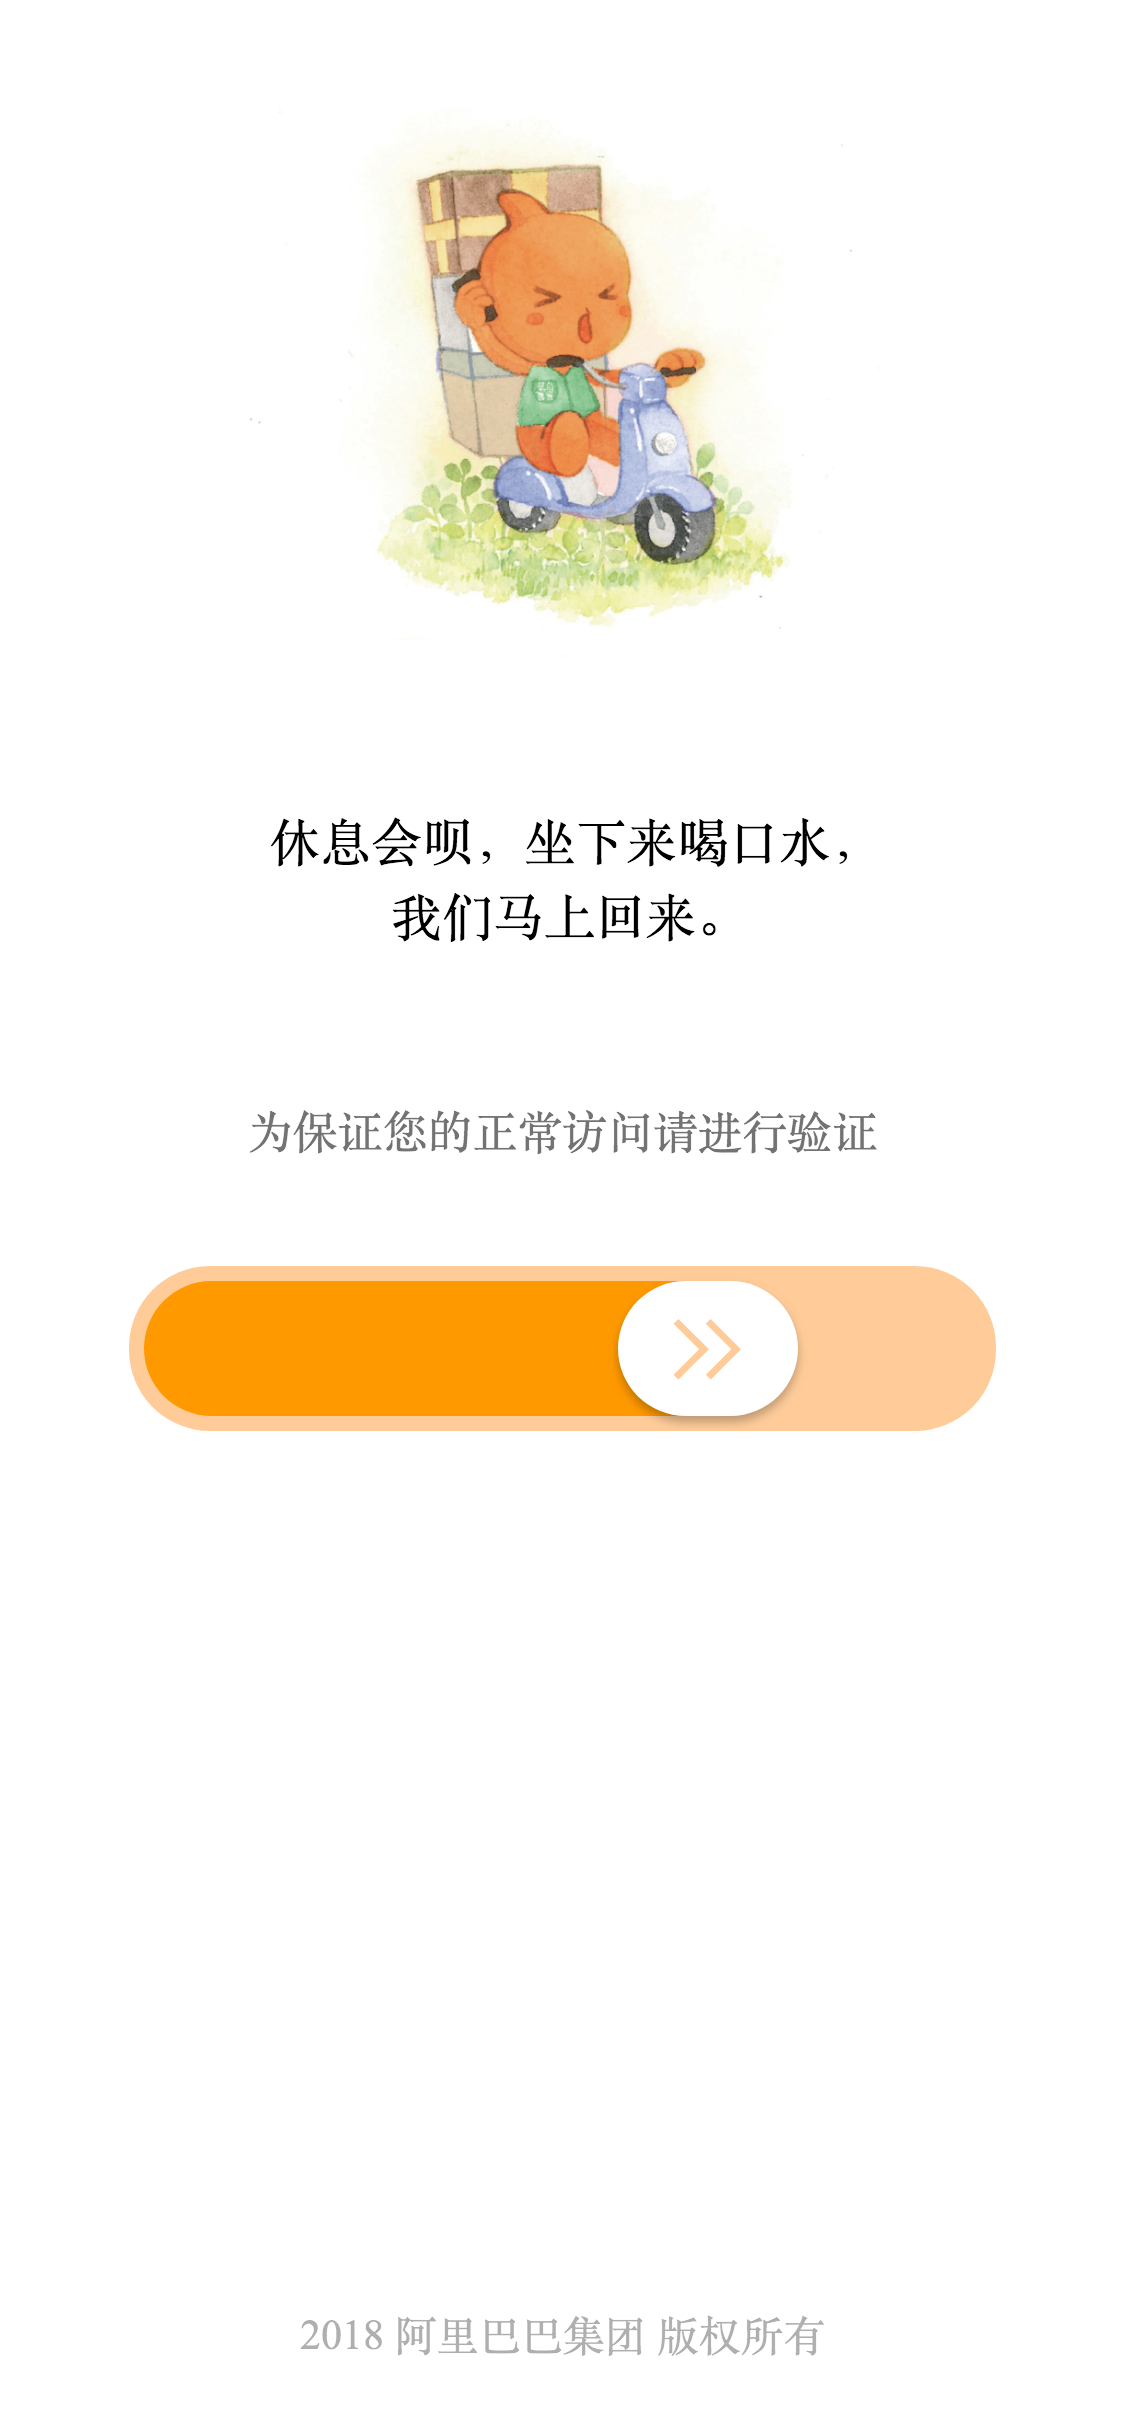 休息会呗，坐下来喝口水，
我们马上回来。
为保证您的正常访问请进行验证
2018 阿里巴巴集团 版权所有